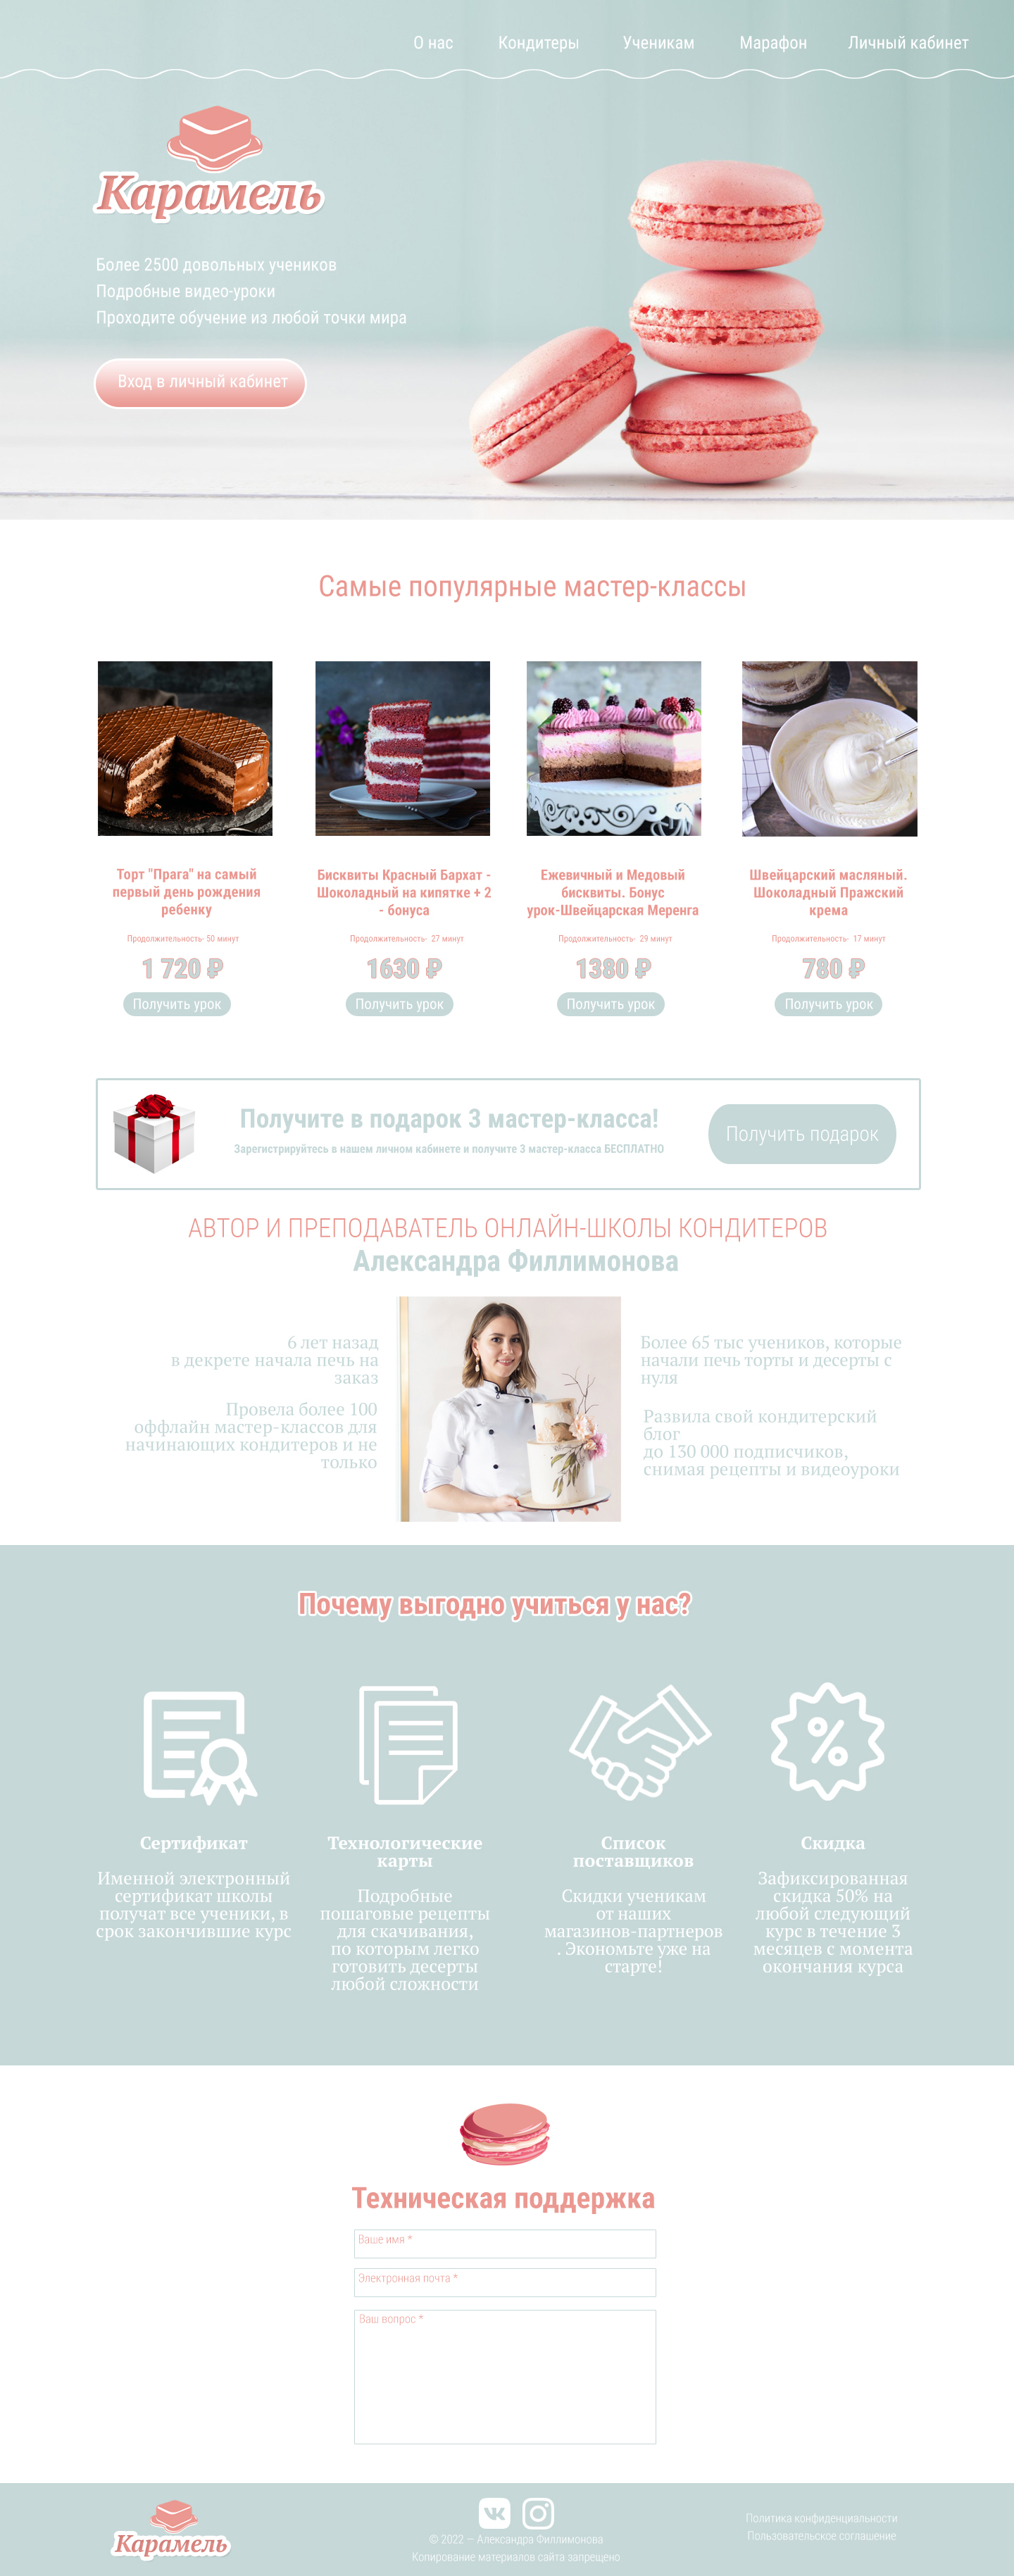 О нас Кондитеры Ученикам Марафон Личный кабинет
Карамель
Более 2500 довольных учеников
Подробные видео-уроки
Проходите обучение из любой точки мира
Вход в личный кабинет
Самые популярные мастер-классы
Торт "Прага" на самый
первый день рождения
ребенку
Продолжительность- 50 минут
1 720 ₽
Получить урок
Бисквиты Красный Бархат -
Шоколадный на кипятке + 2
- бонуса
Продолжительность- 27 минут
1630 ₽
Получить урок
Ежевичный и Медовый
бисквиты. Бонус
урок-Швейцарская Меренга
Продолжительность- 29 минут
1380 ₽
Получить урок
Швейцарский масляный.
Шоколадный Пражский
крема
Продолжительность- 17 минут
780 ₽
Получить урок
Получите в подарок 3 мастер-класса!
Зарегистрируйтесь в нашем личном кабинете и получите 3 мастер-класса БЕСПЛАТНО
Получить подарок
АВТОР И ПРЕПОДАВАТЕЛЬ ОНЛАЙН-ШКОЛЫ КОНДИТЕРОВ
Александра Филлимонова
6 лет назад
в декрете начала печь на
заказ
Провела более 100
оффлайн мастер-классов для
начинающих кондитеров и не
только
Более 65 тыс учеников, которые
начали печь торты и десерты с
нуля
Развила свой кондитерский
блог
до 130 000 подписчиков,
снимая рецепты и видеоуроки
Почему выгодно учиться у нас?
Сертификат
Именной электронный
сертификат школы
получат все ученики, в
срок закончившие курс
Технологические
карты
Подробные
пошаговые рецепты
для скачивания,
по которым легко
готовить десерты
любой сложности
Список
поставщиков
Скидки ученикам
от наших
магазинов-партнеров
. Экономьте уже на
старте!
Скидка
Зафиксированная
скидка 50% на
любой следующий
курс в течение 3
месяцев с момента
окончания курса
Техническая поддержка
Ваше имя *
Электронная почта *
Ваш вопрос *
Карамель
© 2022 — Александра Филлимонова
Копирование материалов сайта запрещено
Политика конфиденциальности
Пользовательское соглашение